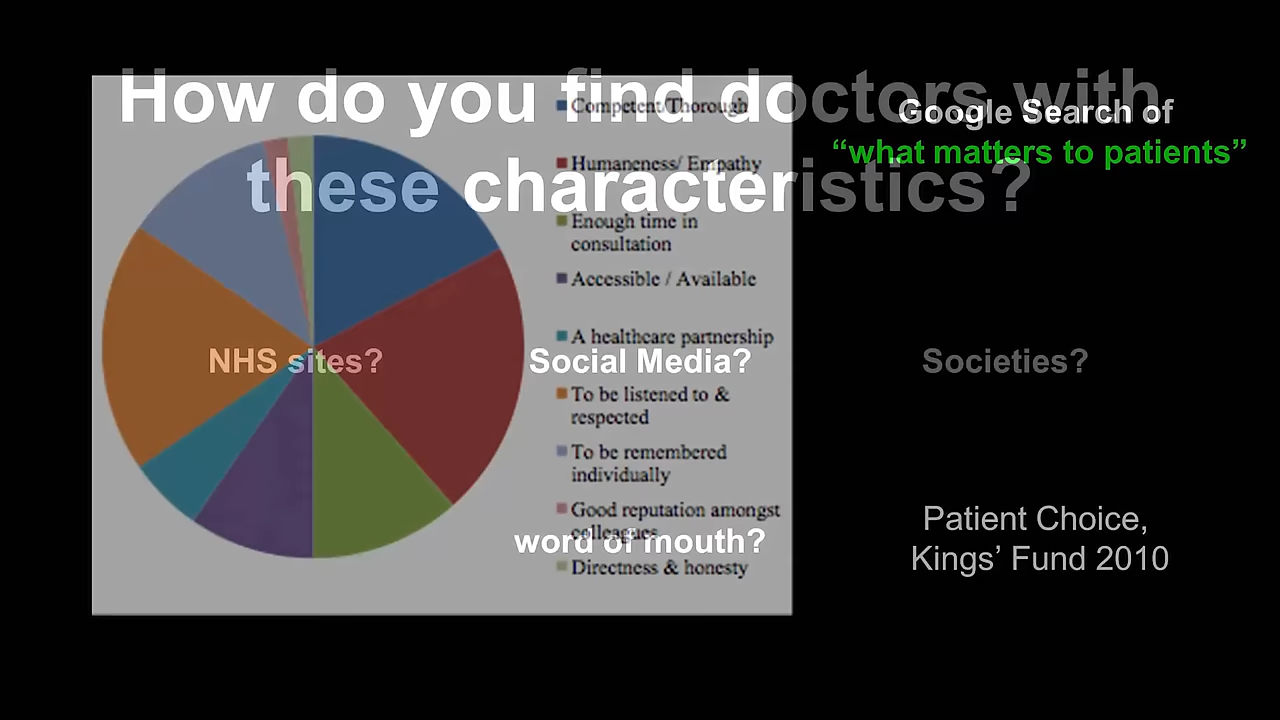 How do you find doctors with
these characteristics?
Google Search of
“what matters to patients”
Competent/Thorough
Humaneness/ Empathy
Enough time in
consultation
Accessible / Available
A healthcare partnership
To be listened to &
respected
To be remembered
individually
Good reputation amongst
colleagues
Directness & honesty
NHS sites?
Social Media?
Societies?
word of mouth?
Patient Choice,
Kings’ Fund 2010